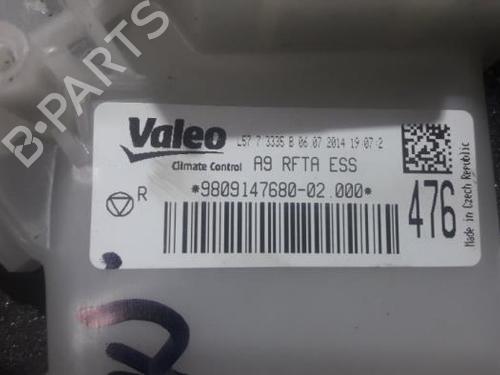 B-PARTS
Valeo L57 7 3335 B 06.07 2014 19:07:2
Climate Control A9 RFTA ESS
R *9809147680-02.000*
476
Made in Czech Republic